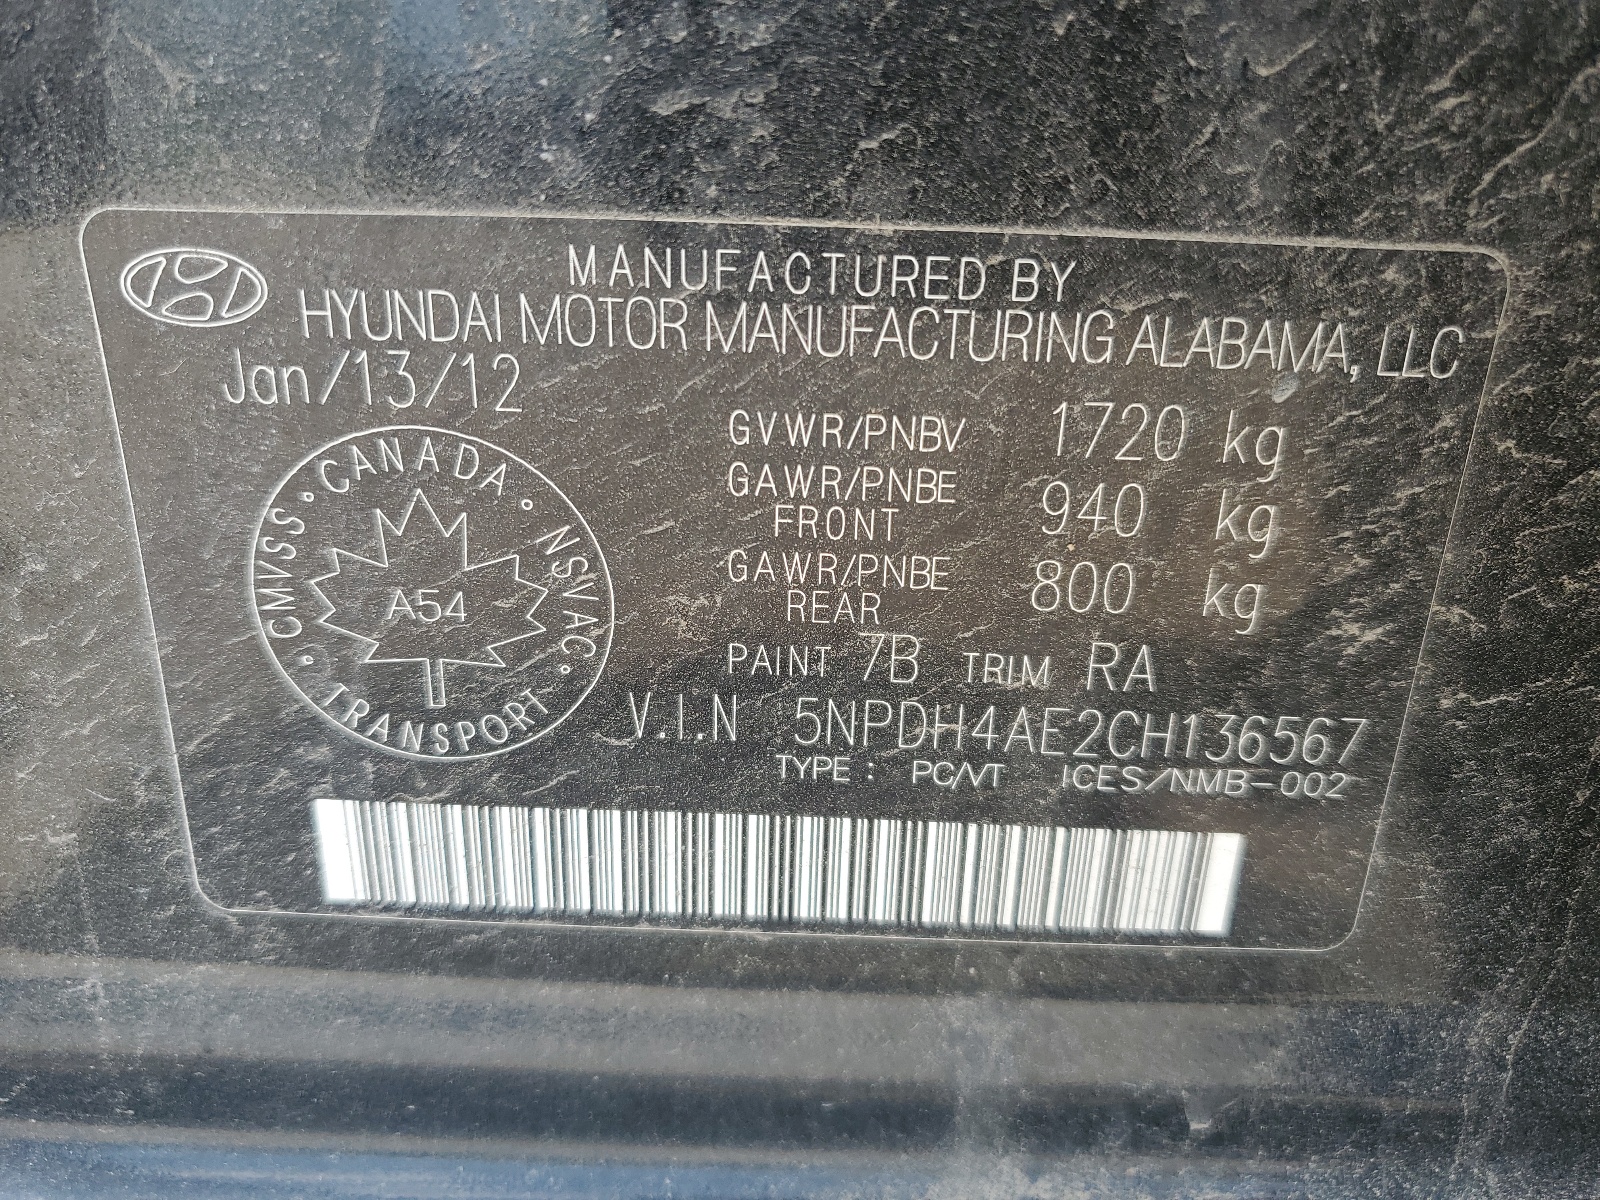 MANUFACTURED BY
HYUNDAI MOTOR MANUFACTURING ALABAMA, LLC
Jan/13/12
GVWR/PNBV 1720 kg
GAWR/PNBE FRONT 940 kg
GAWR/PNBE REAR 800 kg
CMVSS · CANADA · NSVAC · TRANSPORT ·
A54
PAINT 7B TRIM RA
V.I.N 5NPDH4AE2CH136567
TYPE : PC/VT ICES/NMB-002